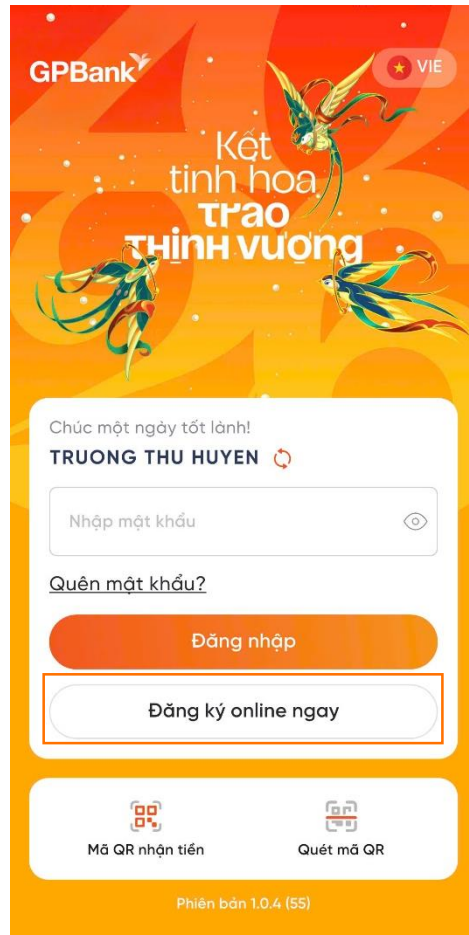 GPBank
VIE
Kết
tinh hoa
trao
THịNH vượng
Chúc một ngày tốt lành!
TRUONG THU HUYEN
Nhập mật khẩu
Quên mật khẩu?
Đăng nhập
Đăng ký online ngay
Mã QR nhận tiền
Quét mã QR
Phiên bản 1.0.4 (55)